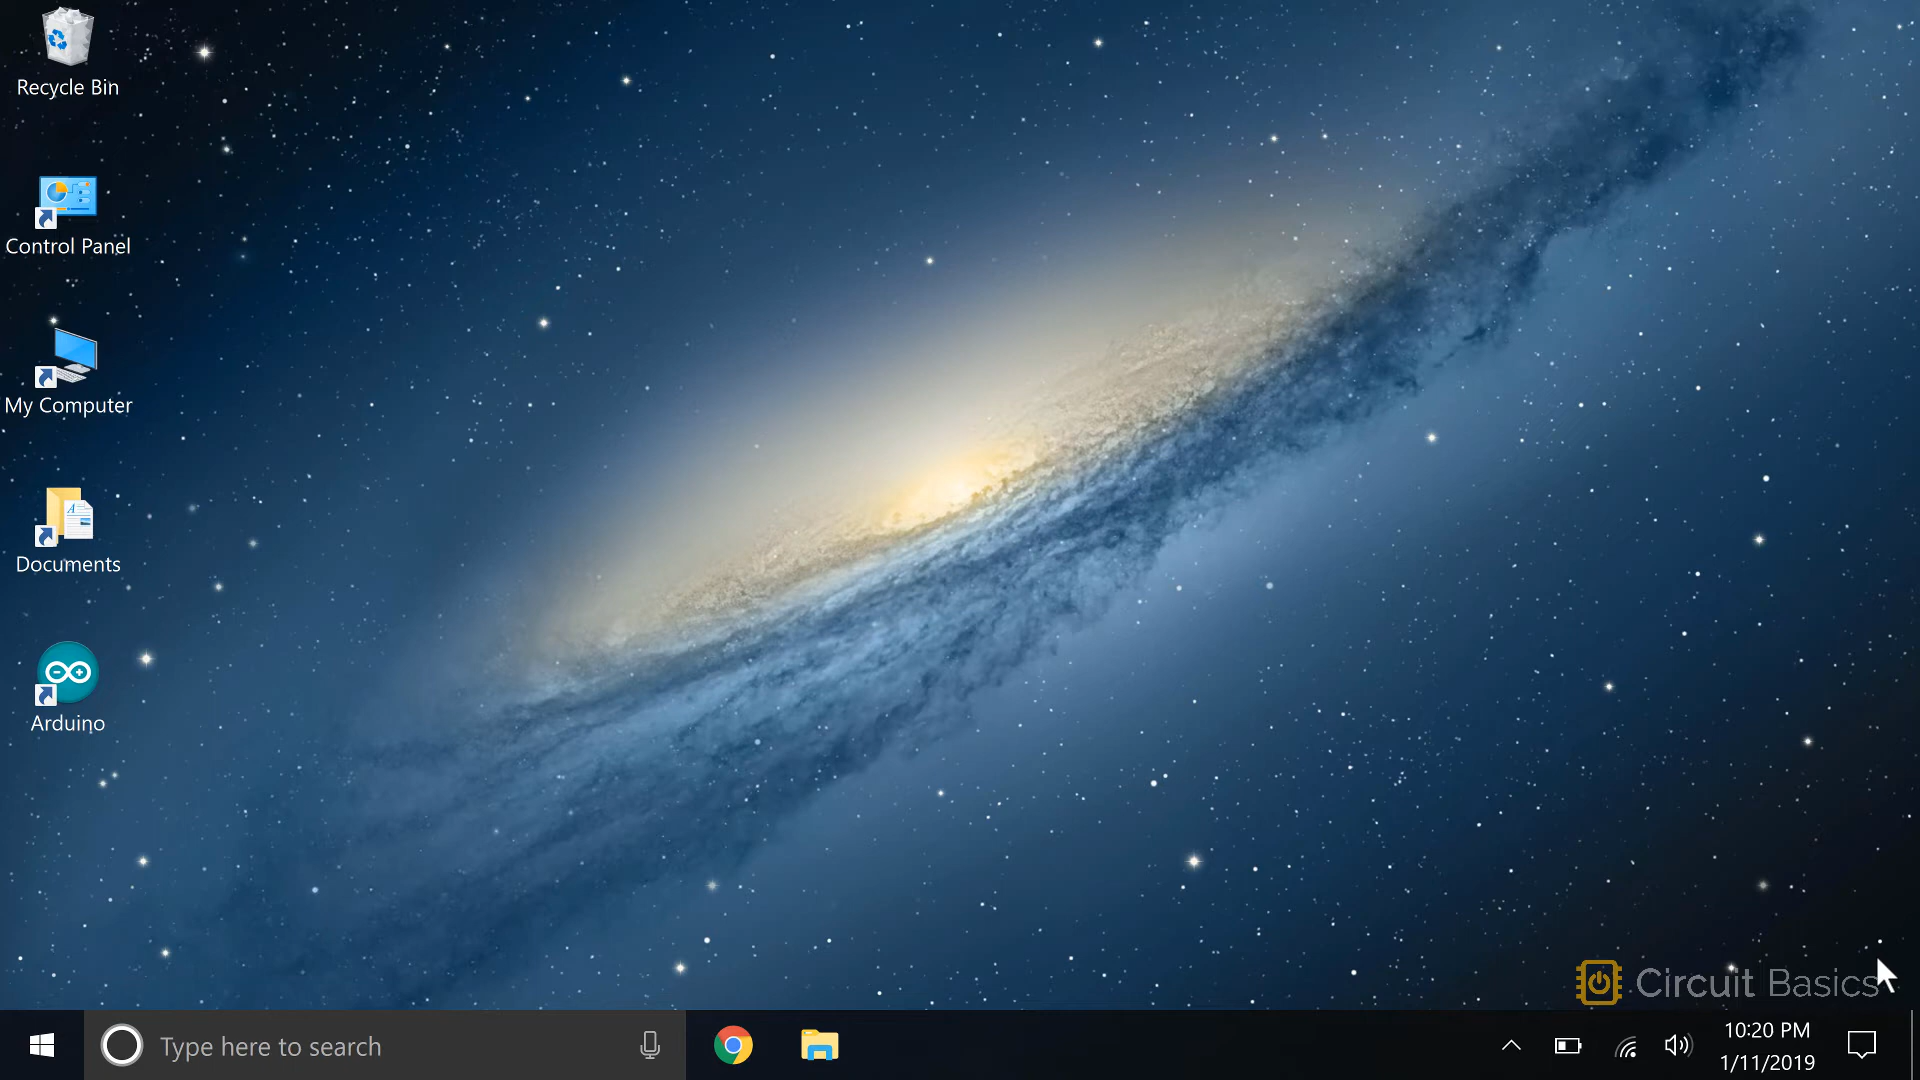 Recycle Bin
Control Panel
My Computer
Documents
Arduino
Circuit Basics
Type here to search
10:20 PM
1/11/2019